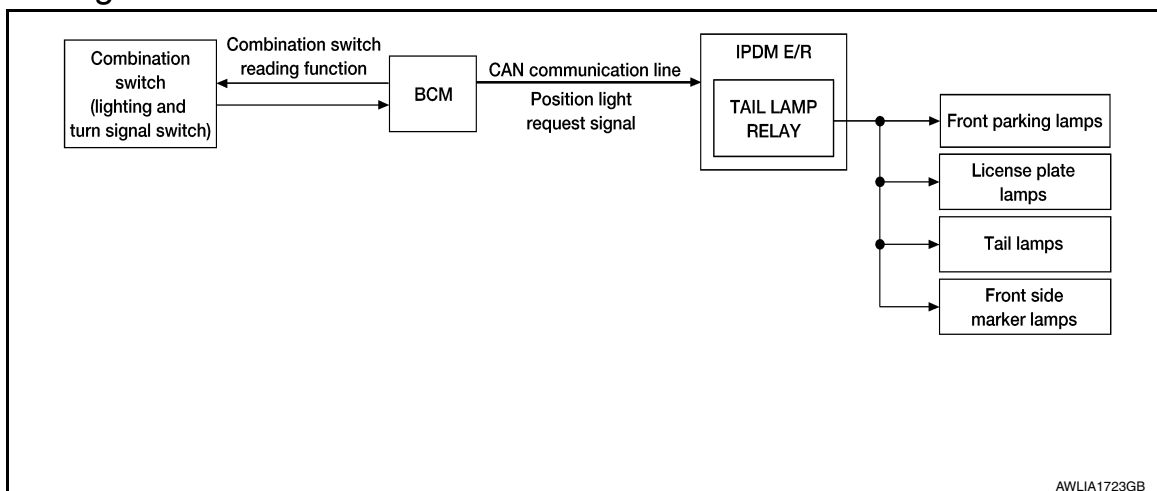 Combination
switch
(lighting and
turn signal switch)
Combination switch
reading function
BCM
CAN communication line
Position light
request signal
IPDM E/R
TAIL LAMP
RELAY
Front parking lamps
License plate
lamps
Tail lamps
Front side
marker lamps
AWLIA1723GB